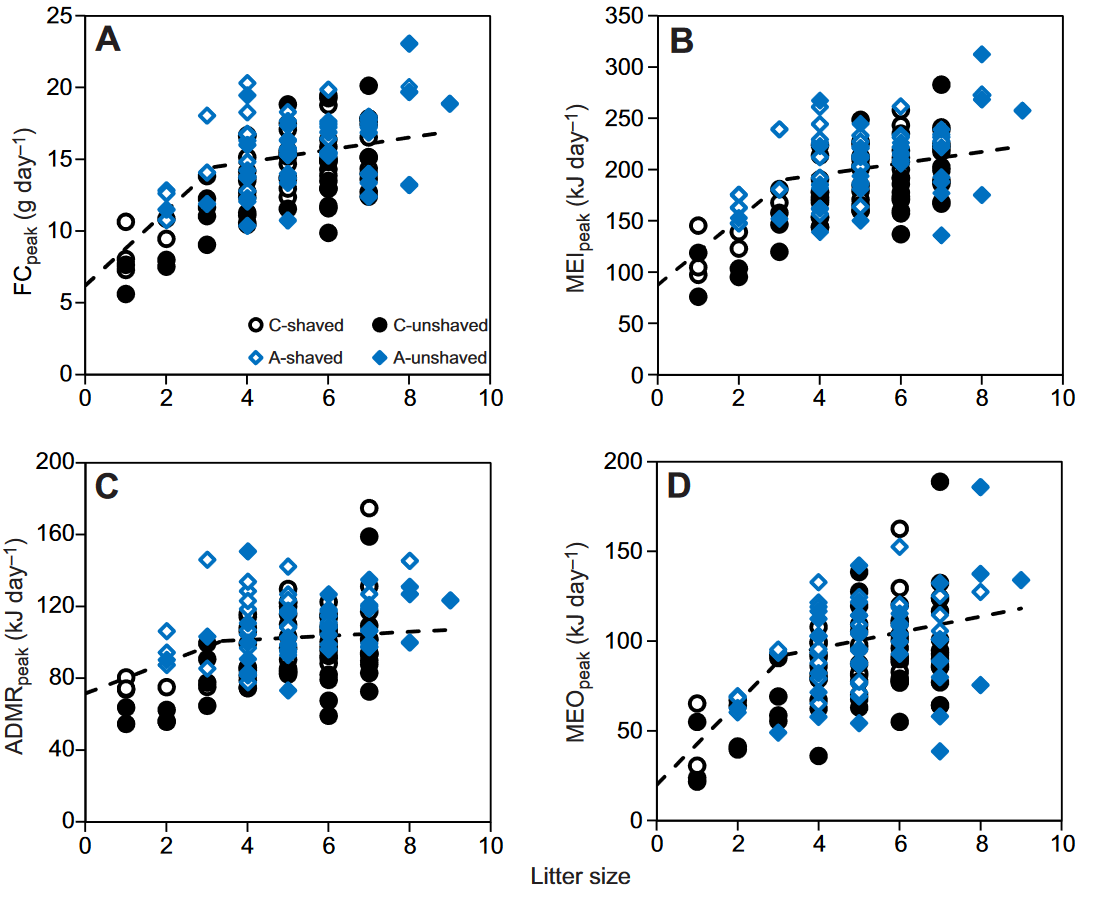 A
25
20
15
10
5
0
0 2 4 6 8 10
FCpeak (g day–1)
C-shaved C-unshaved
A-shaved A-unshaved
B
350
300
250
200
150
100
50
0
0 2 4 6 8 10
MEIpeak (kJ day–1)
C
200
160
120
80
40
0
0 2 4 6 8 10
ADMRpeak (kJ day–1)
D
200
150
100
50
0
0 2 4 6 8 10
MEOpeak (kJ day–1)
Litter size